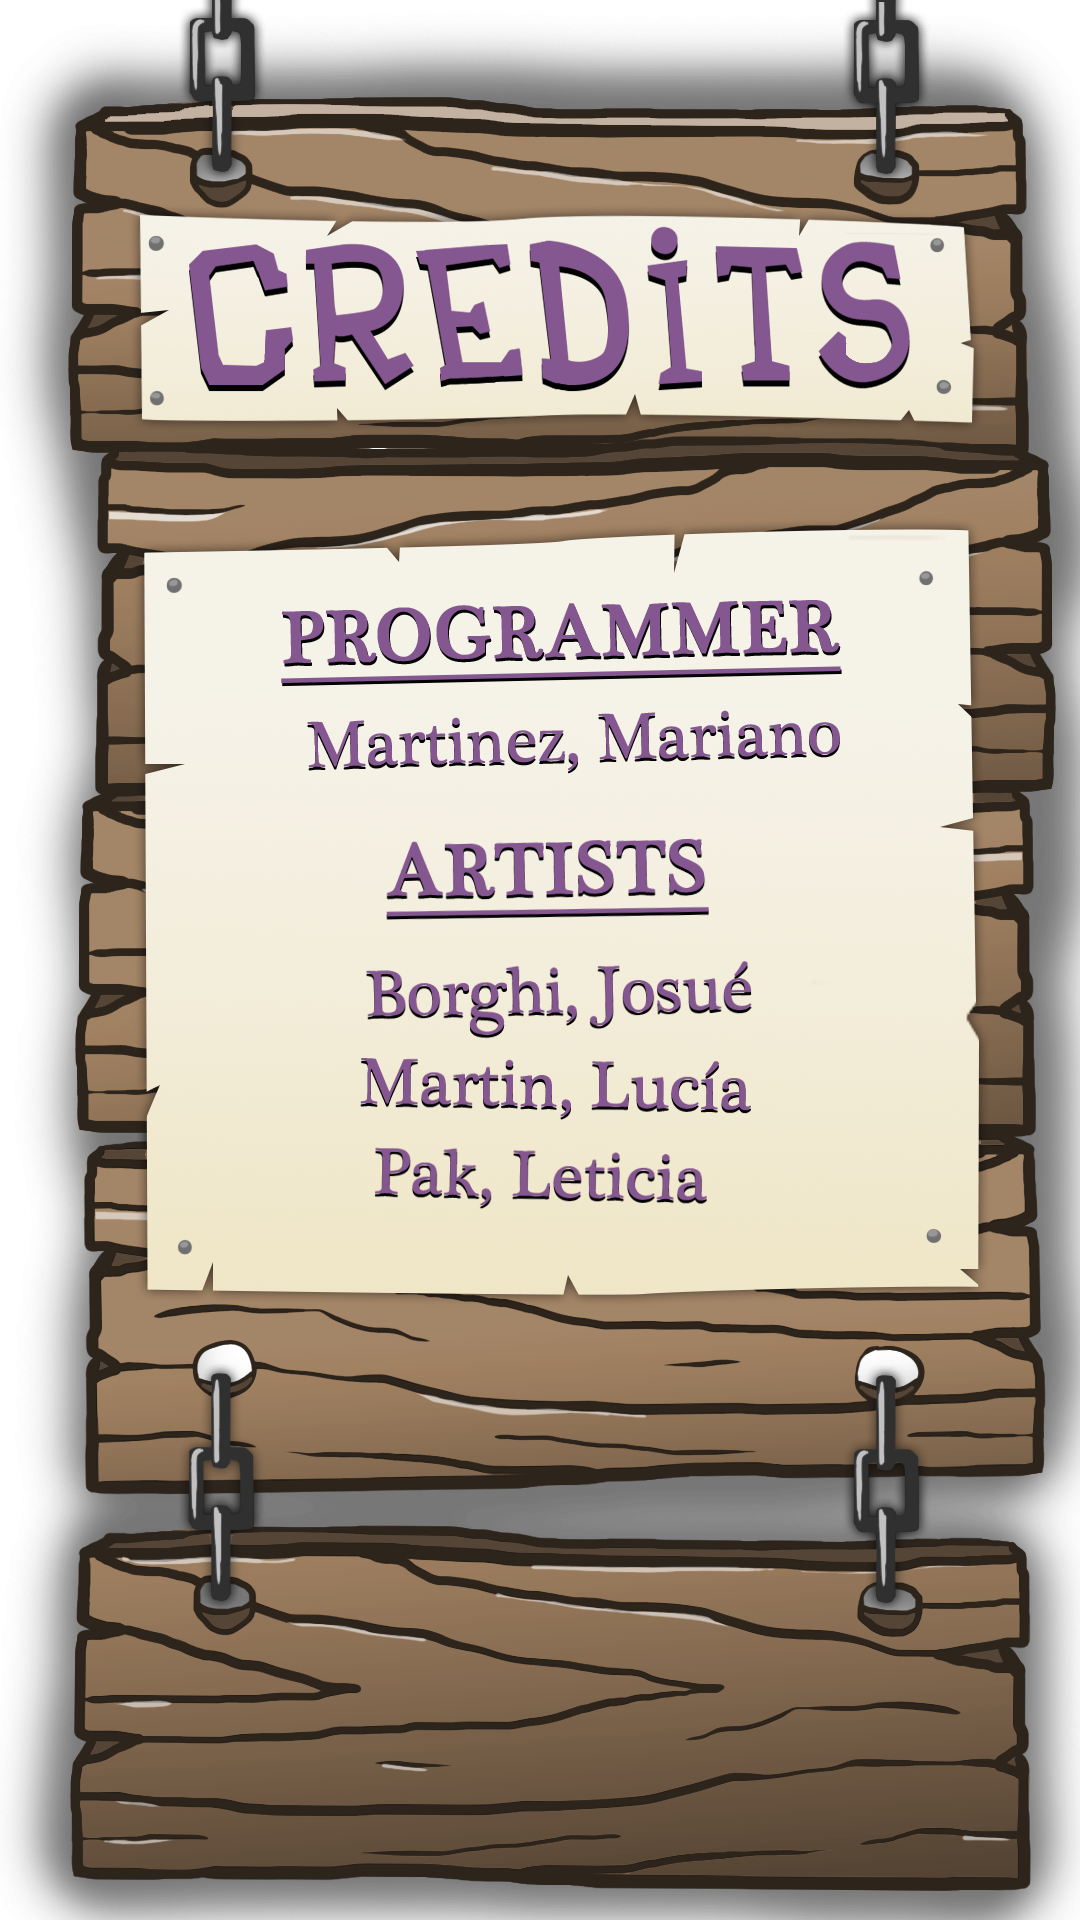 CREDiTS
PROGRAMMER
Martinez, Mariano
ARTISTS
Borghi, Josué
Martin, Lucía
Pak, Leticia